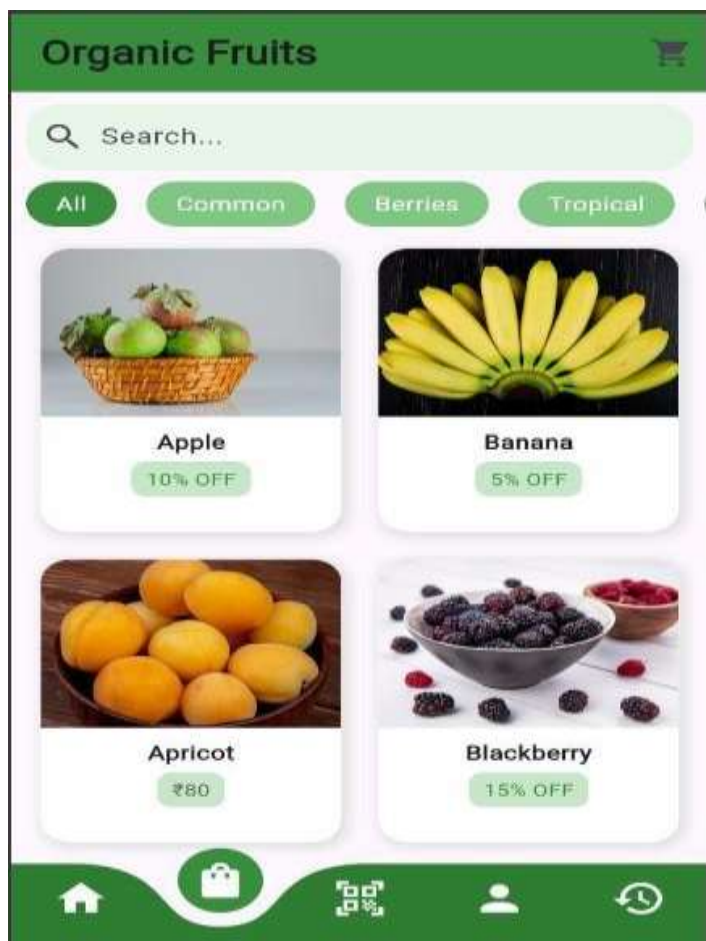 Organic Fruits
Search...
All Common Berries Tropical
Apple Banana
10% OFF 5% OFF
Apricot Blackberry
₹80 15% OFF